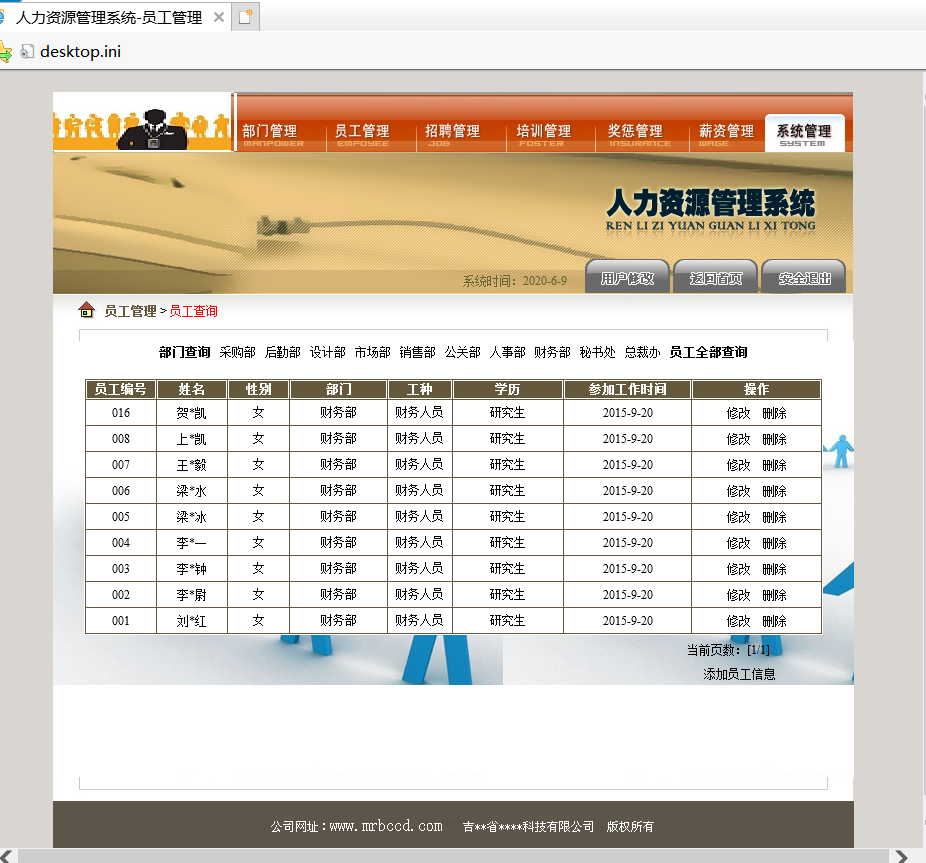 人力资源管理系统-员工管理
desktop.ini
部门管理 员工管理 招聘管理 培训管理 奖惩管理 薪资管理 系统管理
MANPOWER EMPOYEE JOB FOSTER INSURANCE WAGE SYSTEM
人力资源管理系统
REN LI ZI YUAN GUAN LI XI TONG
系统时间：2020-6-9 用户修改 返回首页 安全退出
员工管理 > 员工查询
部门查询 采购部 后勤部 设计部 市场部 销售部 公关部 人事部 财务部 秘书处 总裁办 员工全部查询
员工编号 姓名 性别 部门 工种 学历 参加工作时间 操作
016 贺*凯 女 财务部 财务人员 研究生 2015-9-20 修改 删除
008 上*凯 女 财务部 财务人员 研究生 2015-9-20 修改 删除
007 王*毅 女 财务部 财务人员 研究生 2015-9-20 修改 删除
006 梁*水 女 财务部 财务人员 研究生 2015-9-20 修改 删除
005 梁*冰 女 财务部 财务人员 研究生 2015-9-20 修改 删除
004 李*一 女 财务部 财务人员 研究生 2015-9-20 修改 删除
003 李*钟 女 财务部 财务人员 研究生 2015-9-20 修改 删除
002 李*尉 女 财务部 财务人员 研究生 2015-9-20 修改 删除
001 刘*红 女 财务部 财务人员 研究生 2015-9-20 修改 删除
当前页数：[1/1]
添加员工信息
公司网址:www.mrbccd.com 吉**省****科技有限公司 版权所有